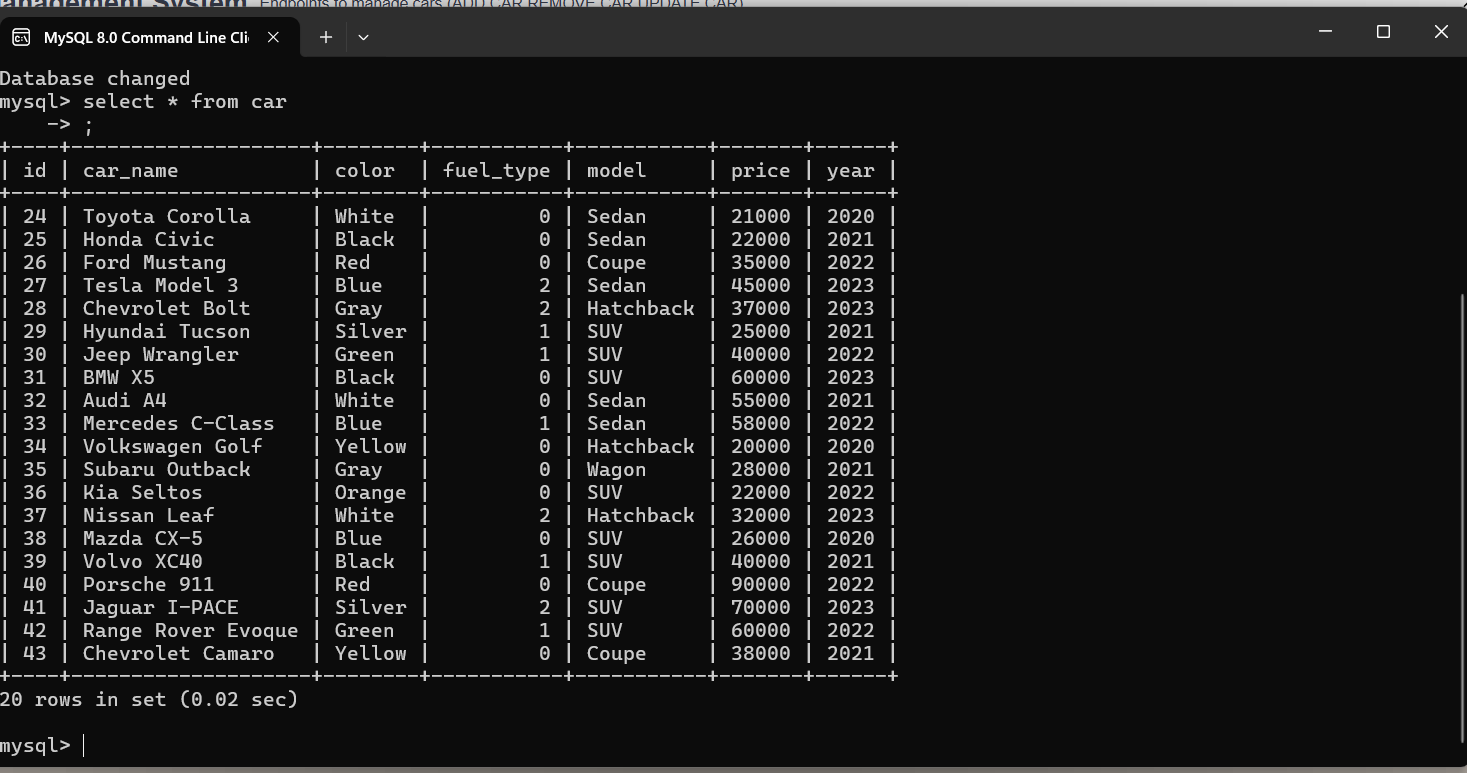 anagement System Endpoints to manage cars (ADD CAR,REMOVE CAR,UPDATE CAR)
MySQL 8.0 Command Line Cli
Database changed
mysql> select * from car
    -> ;
+----+--------------------+--------+-----------+-----------+-------+------+
| id | car_name           | color  | fuel_type | model     | price | year |
+----+--------------------+--------+-----------+-----------+-------+------+
| 24 | Toyota Corolla     | White  |         0 | Sedan     | 21000 | 2020 |
| 25 | Honda Civic        | Black  |         0 | Sedan     | 22000 | 2021 |
| 26 | Ford Mustang       | Red    |         0 | Coupe     | 35000 | 2022 |
| 27 | Tesla Model 3      | Blue   |         2 | Sedan     | 45000 | 2023 |
| 28 | Chevrolet Bolt     | Gray   |         2 | Hatchback | 37000 | 2023 |
| 29 | Hyundai Tucson     | Silver |         1 | SUV       | 25000 | 2021 |
| 30 | Jeep Wrangler      | Green  |         1 | SUV       | 40000 | 2022 |
| 31 | BMW X5             | Black  |         0 | SUV       | 60000 | 2023 |
| 32 | Audi A4            | White  |         0 | Sedan     | 55000 | 2021 |
| 33 | Mercedes C-Class   | Blue   |         1 | Sedan     | 58000 | 2022 |
| 34 | Volkswagen Golf    | Yellow |         0 | Hatchback | 20000 | 2020 |
| 35 | Subaru Outback     | Gray   |         0 | Wagon     | 28000 | 2021 |
| 36 | Kia Seltos         | Orange |         0 | SUV       | 22000 | 2022 |
| 37 | Nissan Leaf        | White  |         2 | Hatchback | 32000 | 2023 |
| 38 | Mazda CX-5         | Blue   |         0 | SUV       | 26000 | 2020 |
| 39 | Volvo XC40         | Black  |         1 | SUV       | 40000 | 2021 |
| 40 | Porsche 911        | Red    |         0 | Coupe     | 90000 | 2022 |
| 41 | Jaguar I-PACE      | Silver |         2 | SUV       | 70000 | 2023 |
| 42 | Range Rover Evoque | Green  |         1 | SUV       | 60000 | 2022 |
| 43 | Chevrolet Camaro   | Yellow |         0 | Coupe     | 38000 | 2021 |
+----+--------------------+--------+-----------+-----------+-------+------+
20 rows in set (0.02 sec)
mysql>